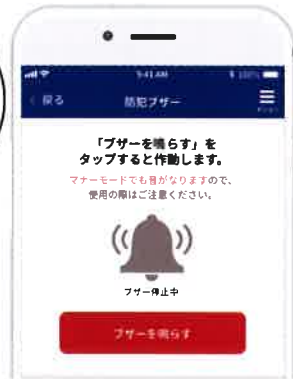 9:41 AM
100%
戻る
防犯ブザー
「ブザーを鳴らす」を
タップすると作動します。
マナーモードでも音がなりますので、
使用の際はご注意ください。
ブザー停止中
ブザーを鳴らす